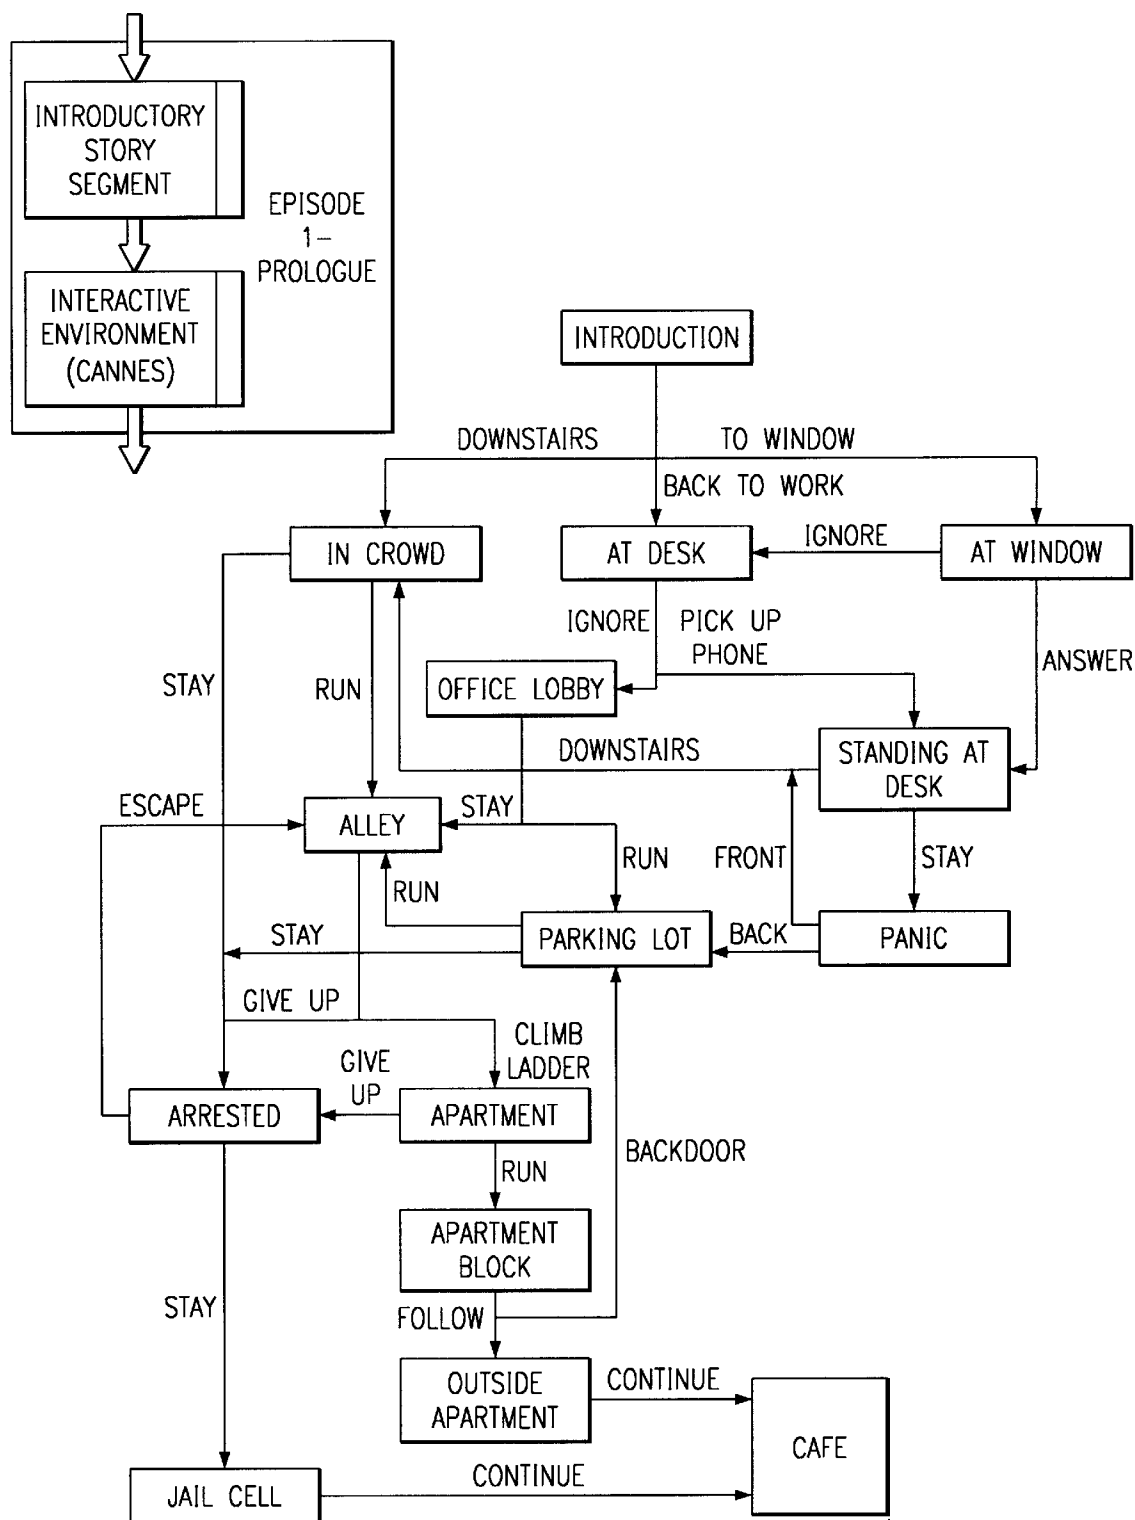 INTRODUCTORY
STORY
SEGMENT
EPISODE
1-
PROLOGUE
INTERACTIVE
ENVIRONMENT
(CANNES)
INTRODUCTION
DOWNSTAIRS
TO WINDOW
BACK TO WORK
IN CROWD
AT DESK
IGNORE
AT WINDOW
IGNORE
PICK UP
PHONE
ANSWER
STAY
RUN
OFFICE LOBBY
DOWNSTAIRS
STANDING AT
DESK
ESCAPE
ALLEY
STAY
RUN
FRONT
STAY
RUN
STAY
PARKING LOT
BACK
PANIC
GIVE UP
CLIMB
LADDER
GIVE
UP
ARRESTED
APARTMENT
BACKDOOR
RUN
APARTMENT
BLOCK
STAY
FOLLOW
OUTSIDE
APARTMENT
CONTINUE
CAFE
JAIL CELL
CONTINUE